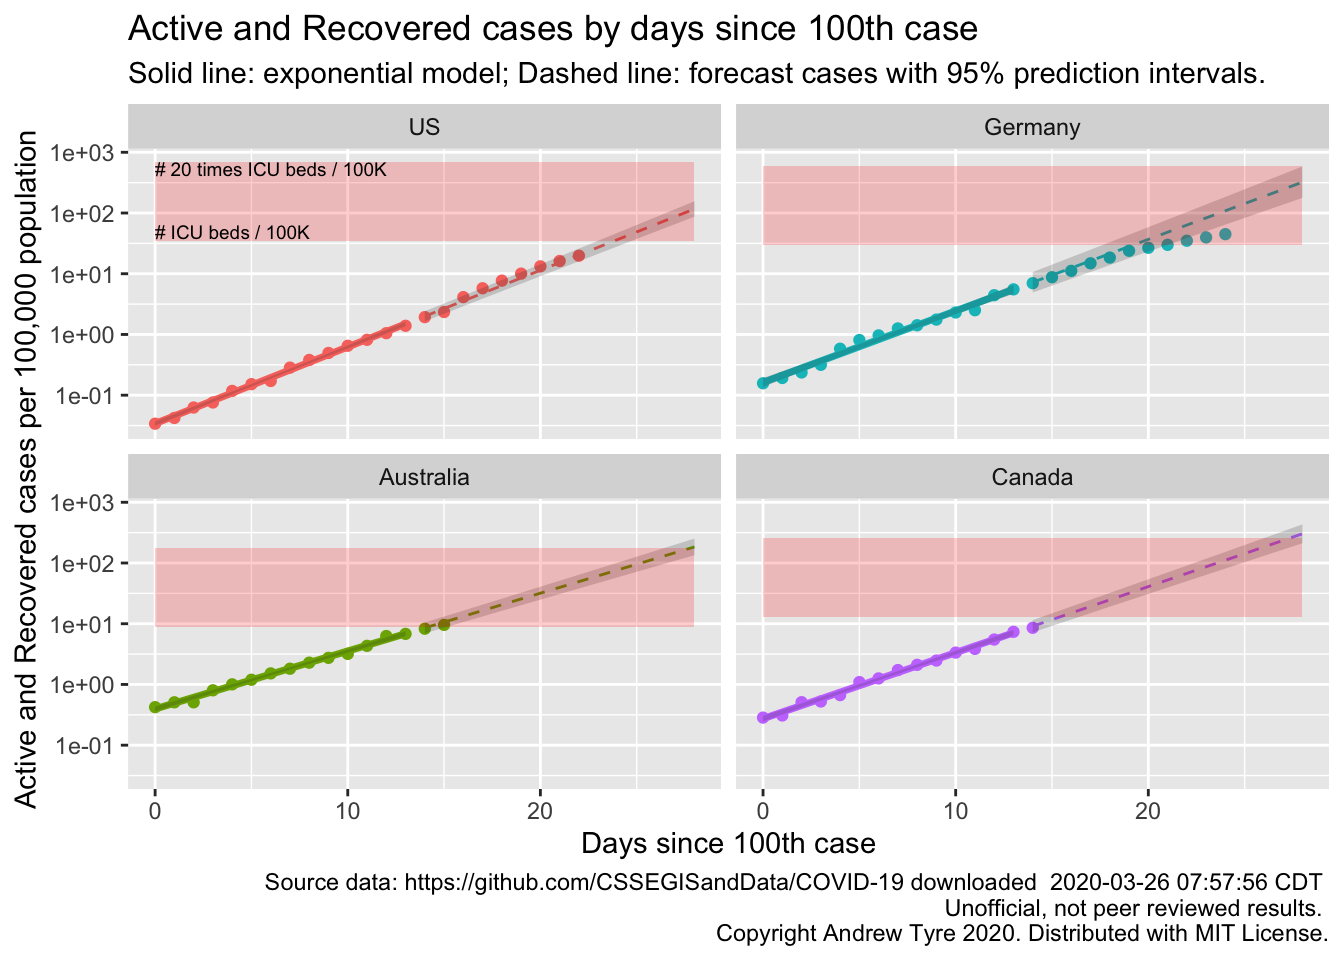 Active and Recovered cases by days since 100th case
Solid line: exponential model; Dashed line: forecast cases with 95% prediction intervals.
Active and Recovered cases per 100,000 population
US
Germany
1e+03
1e+02
1e+01
1e+00
1e-01
# 20 times ICU beds / 100K
# ICU beds / 100K
Australia
Canada
1e+03
1e+02
1e+01
1e+00
1e-01
0 10 20 0 10 20
Days since 100th case
Source data: https://github.com/CSSEGISandData/COVID-19 downloaded  2020-03-26 07:57:56 CDT
Unofficial, not peer reviewed results.
Copyright Andrew Tyre 2020. Distributed with MIT License.